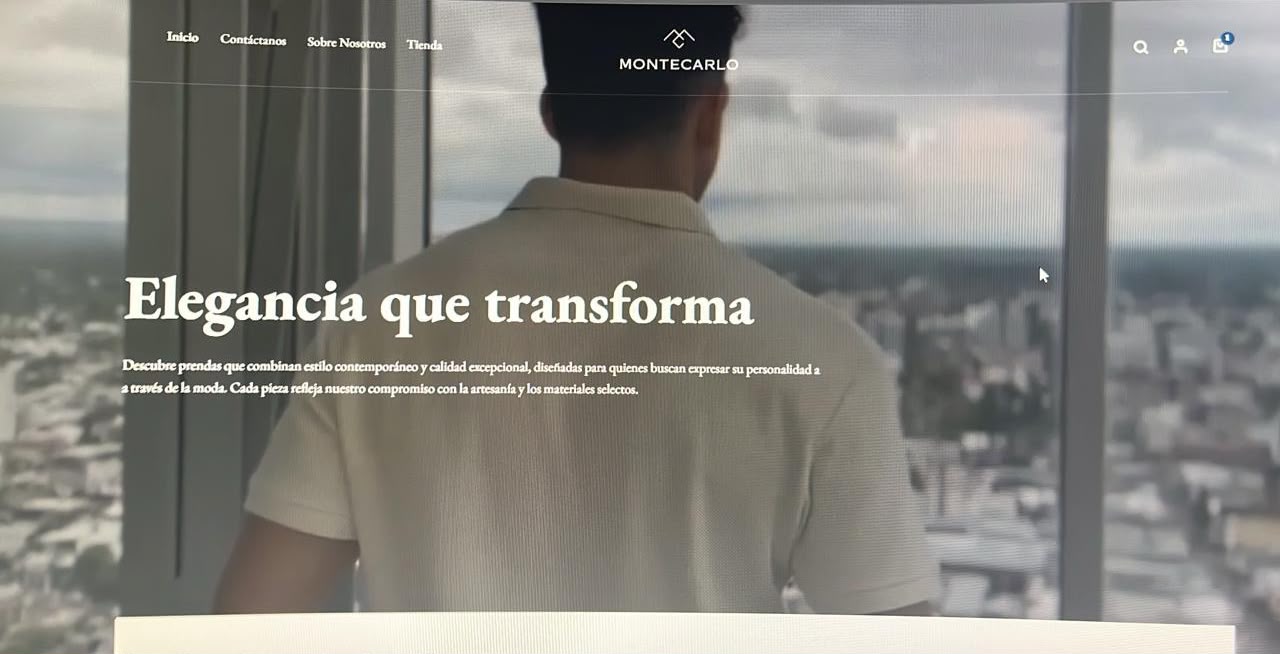 Inicio Contáctanos Sobre Nosotros Tienda
MONTECARLO
1
Elegancia que transforma
Descubre prendas que combinan estilo contemporáneo y calidad excepcional, diseñadas para quienes buscan expresar su personalidad a
a través de la moda. Cada pieza refleja nuestro compromiso con la artesanía y los materiales selectos.